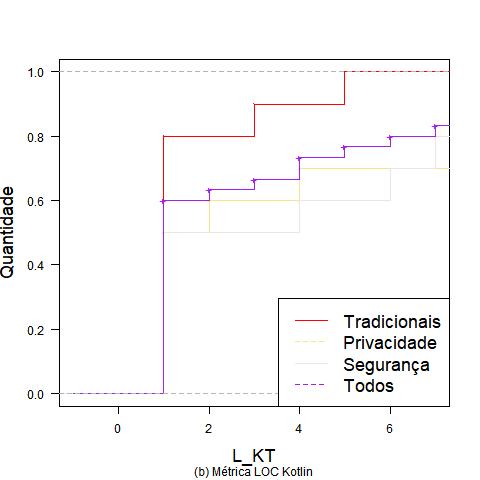 1.0
0.8
0.6
0.4
0.2
0.0
Quantidade
Tradicionais
Privacidade
Segurança
Todos
0 2 4 6
L_KT
(b) Métrica LOC Kotlin